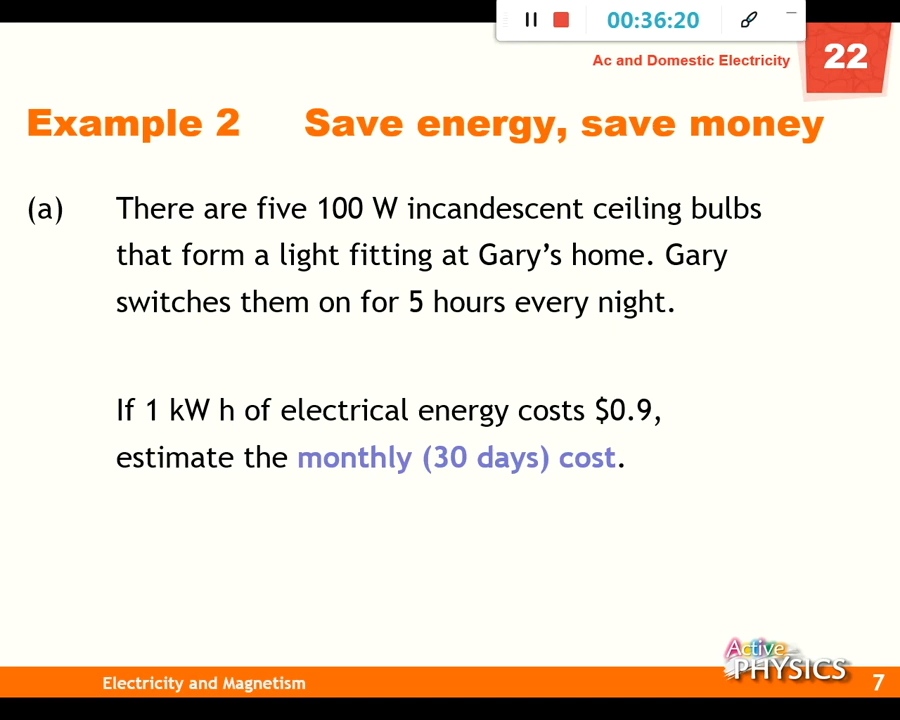 00:36:20
Ac and Domestic Electricity
22
Example 2 Save energy, save money
(a) There are five 100 W incandescent ceiling bulbs
that form a light fitting at Gary’s home. Gary
switches them on for 5 hours every night.
If 1 kW h of electrical energy costs $0.9,
estimate the monthly (30 days) cost.
Active
PHYSICS
Electricity and Magnetism
7